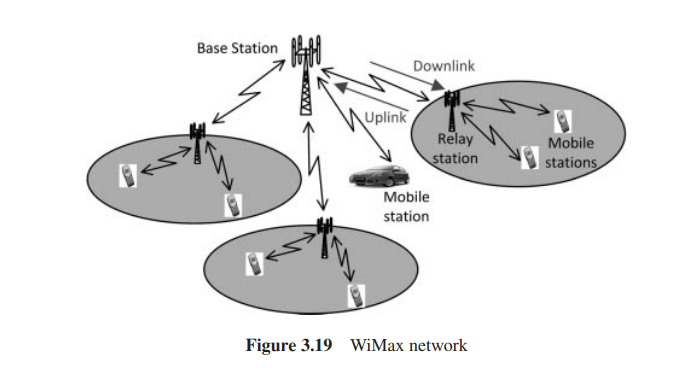 Base Station
Downlink
Uplink
Relay
station
Mobile
stations
Mobile
station
Figure 3.19 WiMax network